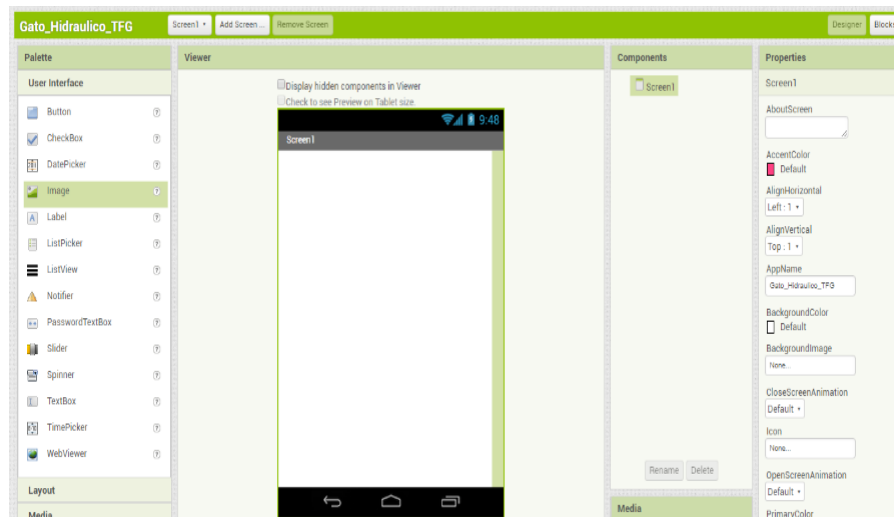 Gato_Hidraulico_TFG
Screen1
Add Screen ...
Remove Screen
Designer
Blocks
Palette
User Interface
Button
CheckBox
DatePicker
Image
Label
ListPicker
ListView
Notifier
PasswordTextBox
Slider
Spinner
TextBox
TimePicker
WebViewer
Layout
Media
Viewer
Display hidden components in Viewer
Check to see Preview on Tablet size.
9:48
Screen1
Components
Screen1
Rename
Delete
Media
Properties
Screen1
AboutScreen
AccentColor
Default
AlignHorizontal
Left : 1
AlignVertical
Top : 1
AppName
Gato_Hidraulico_TFG
BackgroundColor
Default
BackgroundImage
None...
CloseScreenAnimation
Default
Icon
None...
OpenScreenAnimation
Default
PrimaryColor